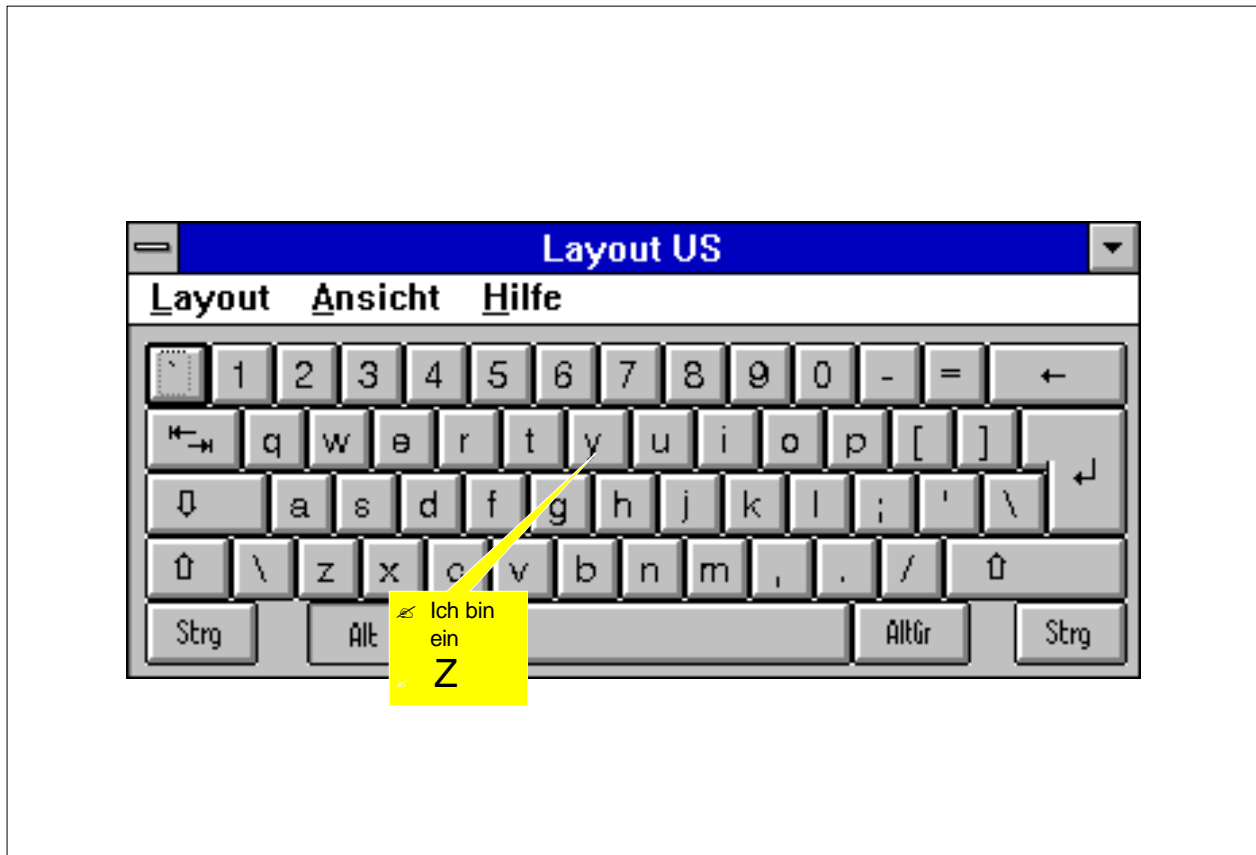 Layout US
Layout Ansicht Hilfe
` 1 2 3 4 5 6 7 8 9 0 - = ←
q w e r t y u i o p [ ] ↵
⇩ a s d f g h j k l ; ' \
⇧ \ z x c v b n m , . / ⇧
Strg Alt AltGr Strg
Ich bin
ein
Z